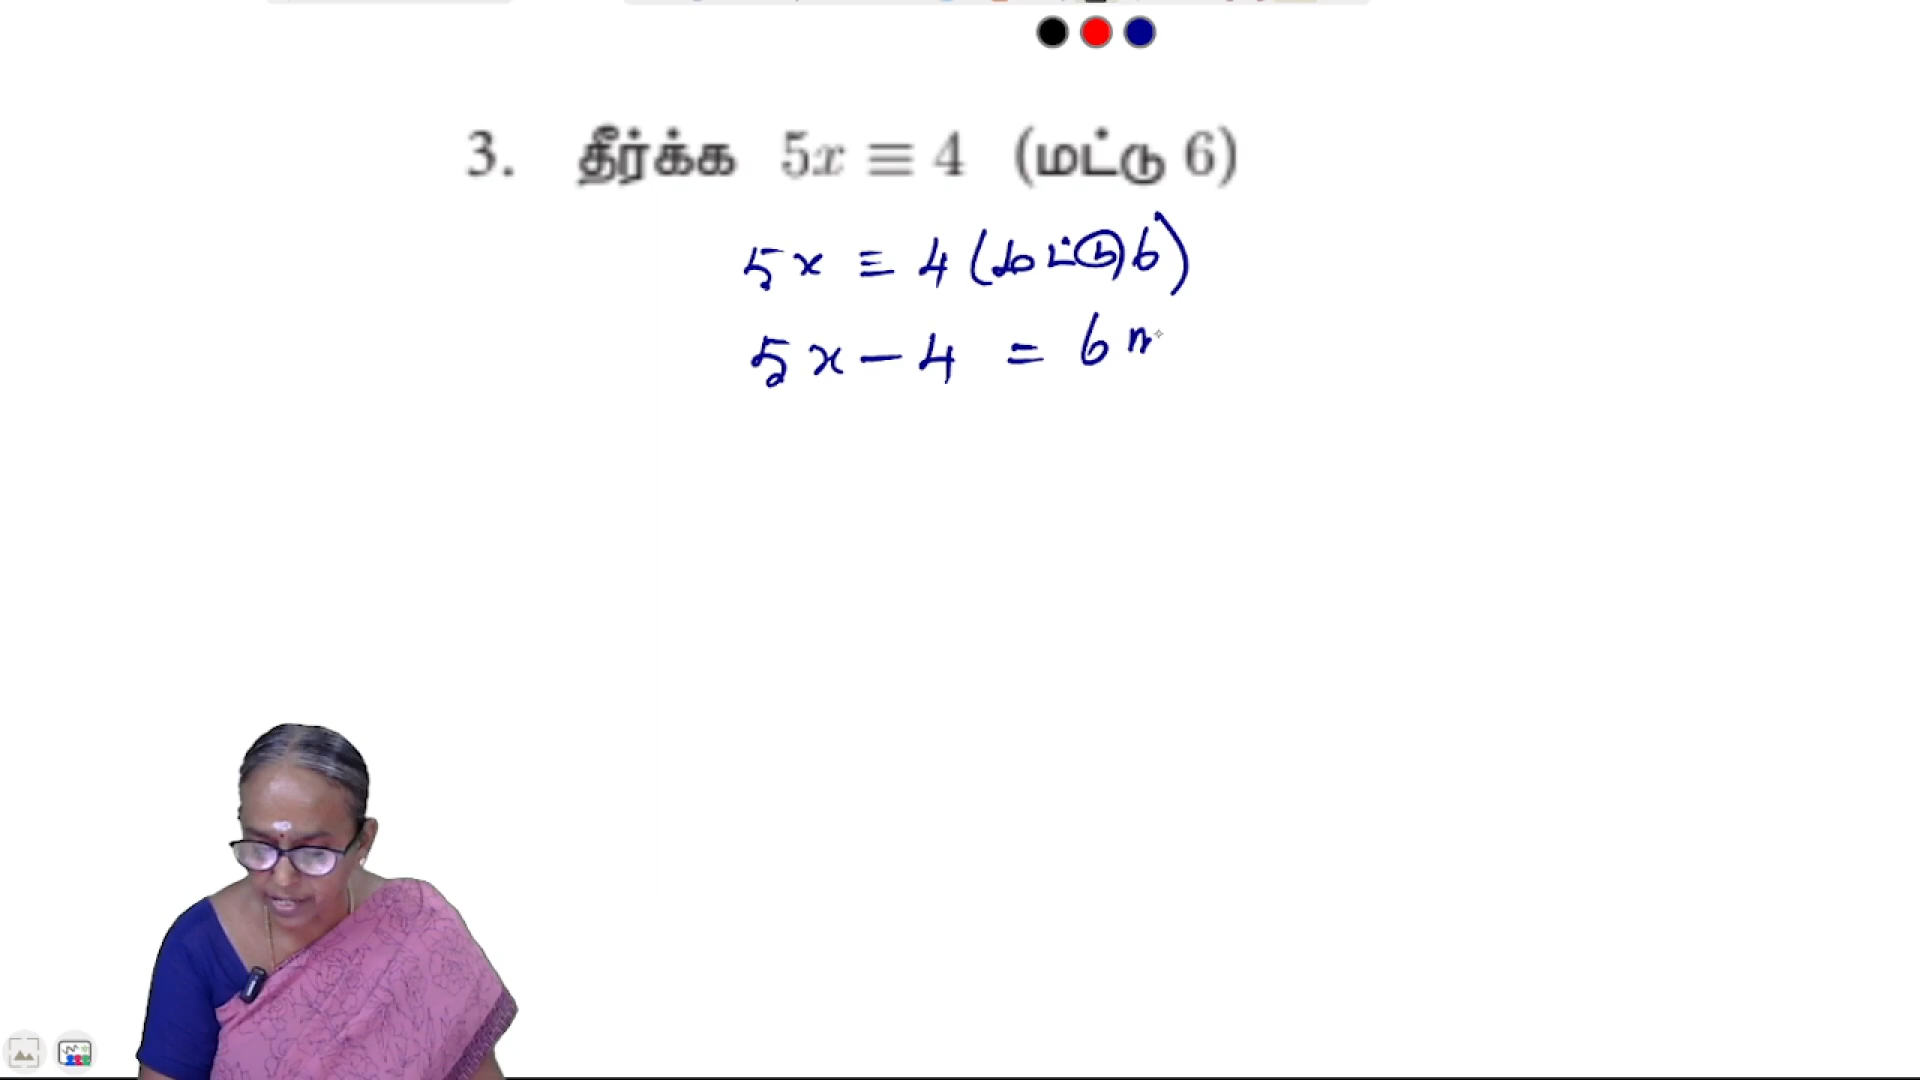 3. தீர்க்க 5x ≡ 4 (மட்டு 6)
5x ≡ 4 (மட்டு 6)
5x − 4 = 6n